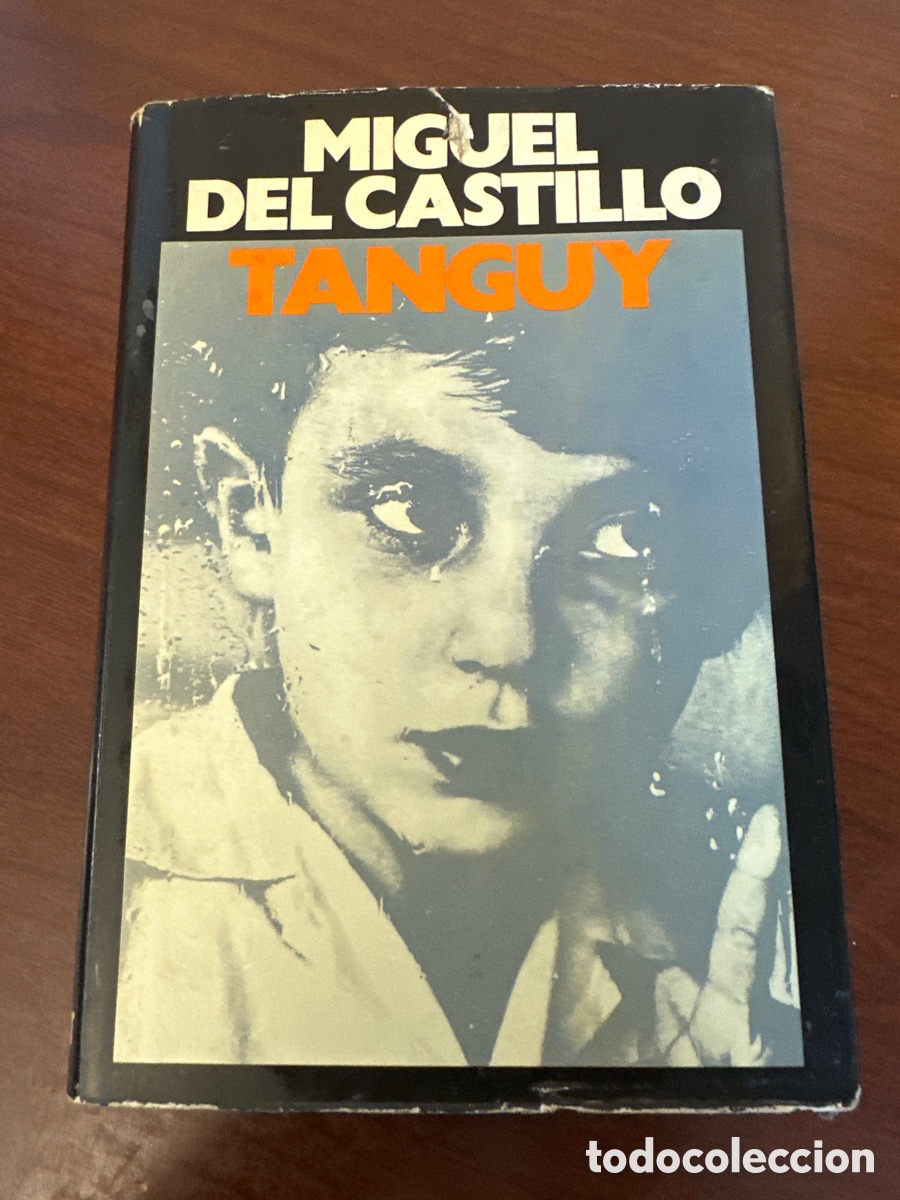 MIGUEL
DEL CASTILLO
TANGUY
todocoleccion